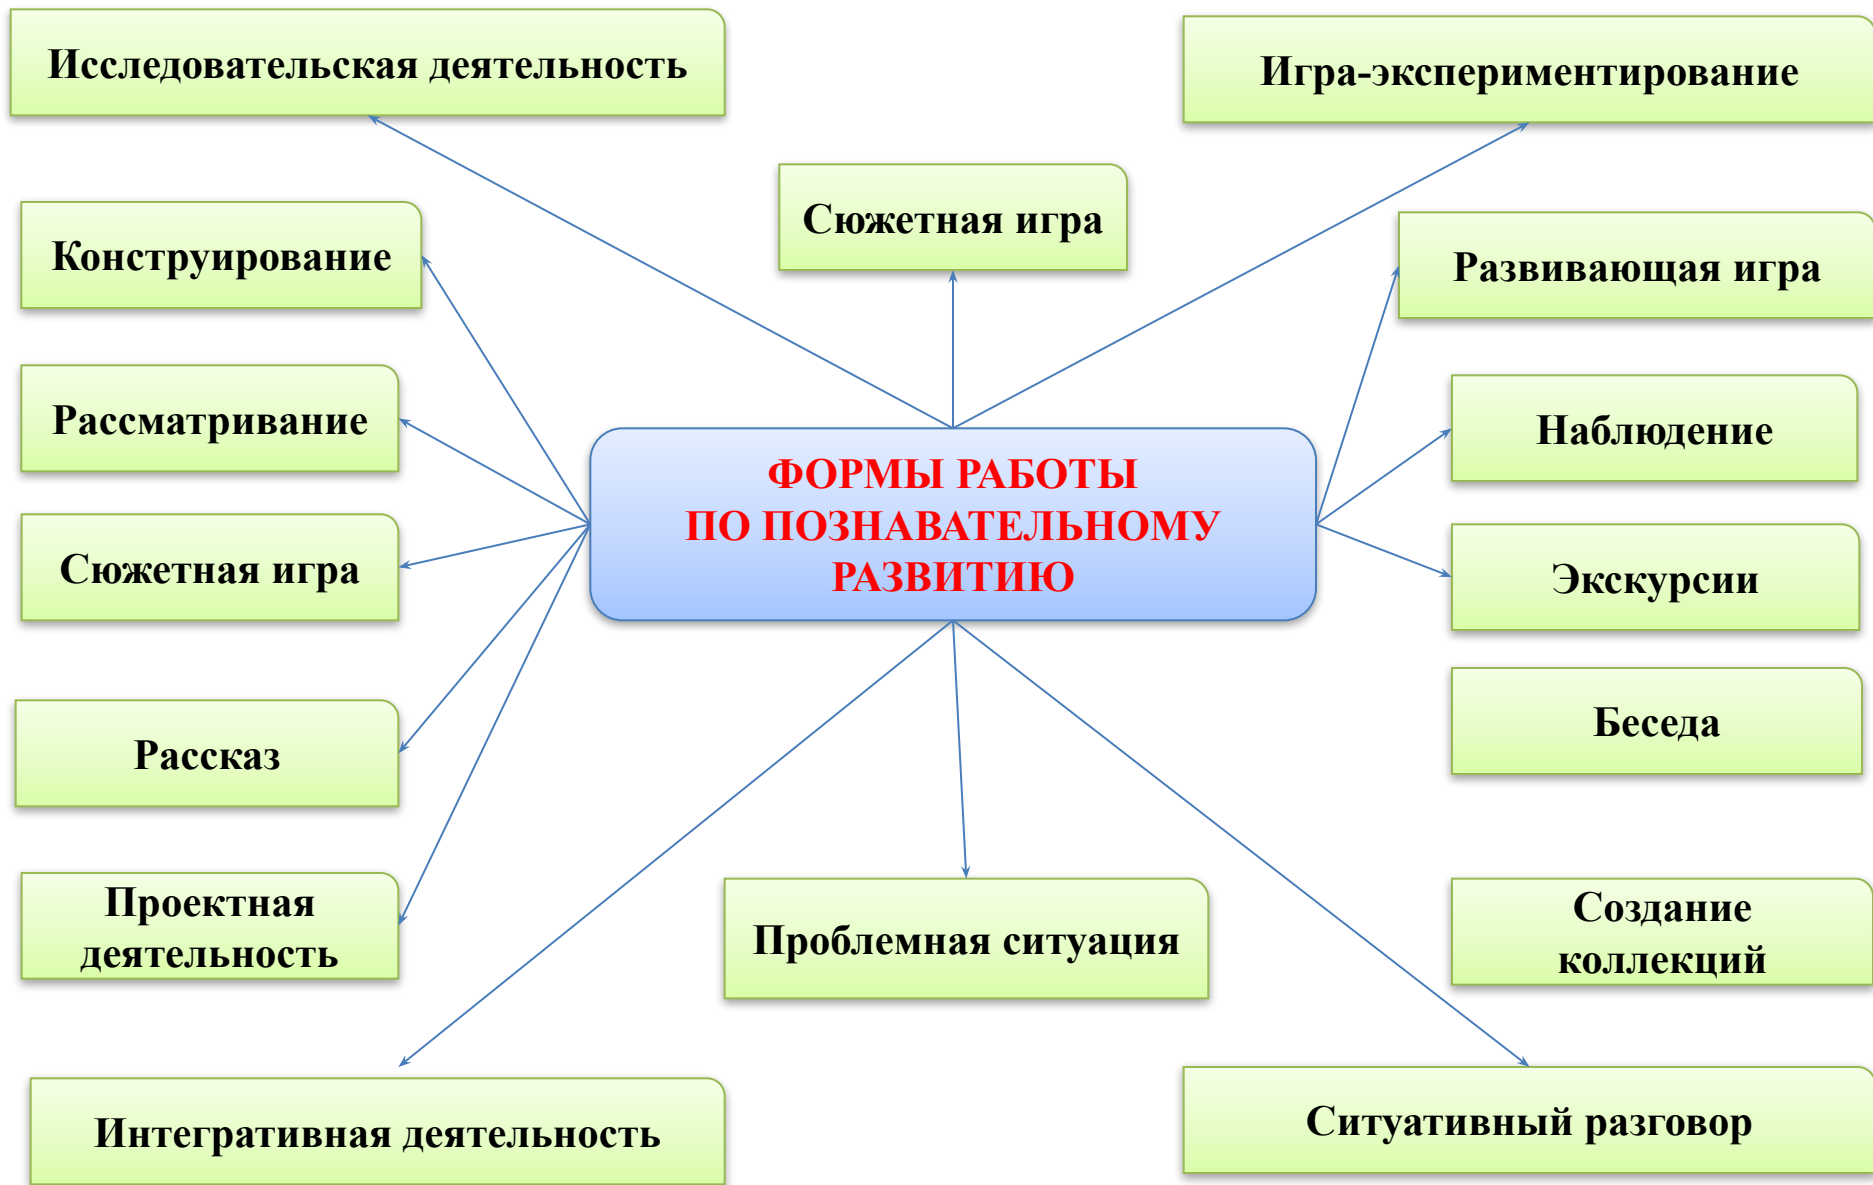 Исследовательская деятельность
Игра-экспериментирование
Сюжетная игра
Конструирование
Развивающая игра
Рассматривание
Наблюдение
ФОРМЫ РАБОТЫ
ПО ПОЗНАВАТЕЛЬНОМУ
РАЗВИТИЮ
Сюжетная игра
Экскурсии
Рассказ
Беседа
Проектная
деятельность
Проблемная ситуация
Создание
коллекций
Интегративная деятельность
Ситуативный разговор